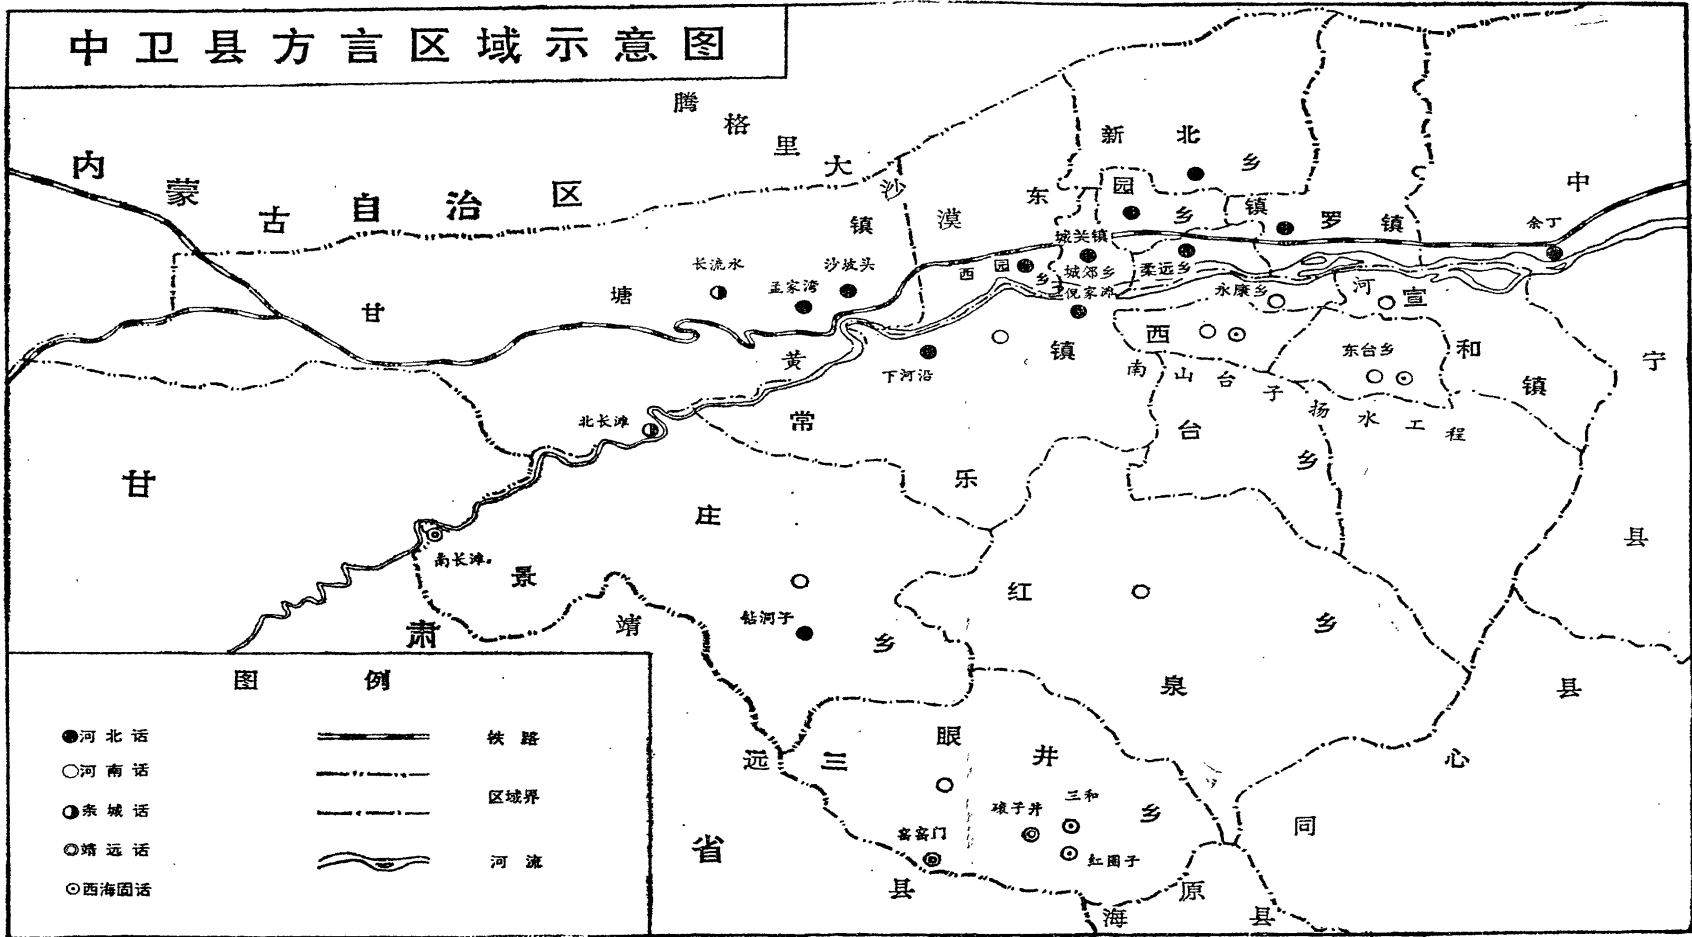 中卫县方言区域示意图
腾格里大沙漠
内蒙古自治区
新北乡
中宁县
东园乡
镇罗镇
余丁
城关镇
西园乡
城郊乡
柔远乡
倪家滩
永康乡
河
宣和镇
长流水
沙坡头
孟家湾
甘塘镇
黄
下河沿
西台乡
东台乡
南山台子扬水工程
常乐镇
北长滩
甘肃省
景庄乡
南长滩
钻洞子
红泉乡
靖远县
三眼井乡
磙子井
三和
红圈子
窑窑门
同心县
海原县
图例
河北话
河南话
条城话
靖远话
西海固话
铁路
区域界
河流